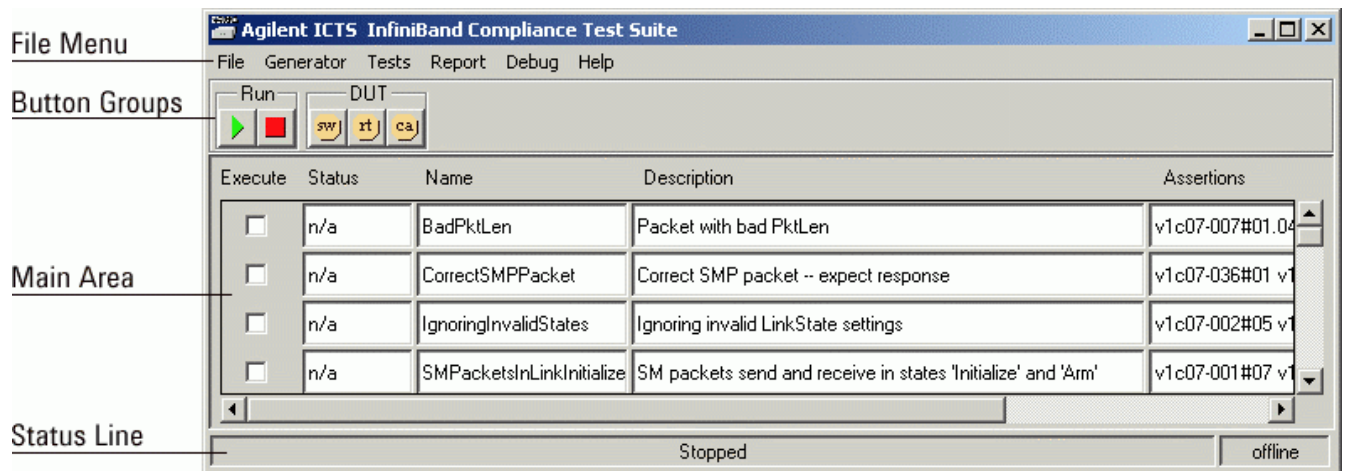 File Menu
Agilent ICTS InfiniBand Compliance Test Suite
File Generator Tests Report Debug Help
Button Groups
Run DUT
sw rt ca
Execute Status Name Description Assertions
n/a BadPktLen Packet with bad PktLen v1c07-007#01.04
Main Area
n/a CorrectSMPPacket Correct SMP packet -- expect response v1c07-036#01 v1
n/a IgnoringInvalidStates Ignoring invalid LinkState settings v1c07-002#05 v1
n/a SMPacketsInLinkInitialize SM packets send and receive in states 'Initialize' and 'Arm' v1c07-001#07 v1
Status Line
Stopped offline